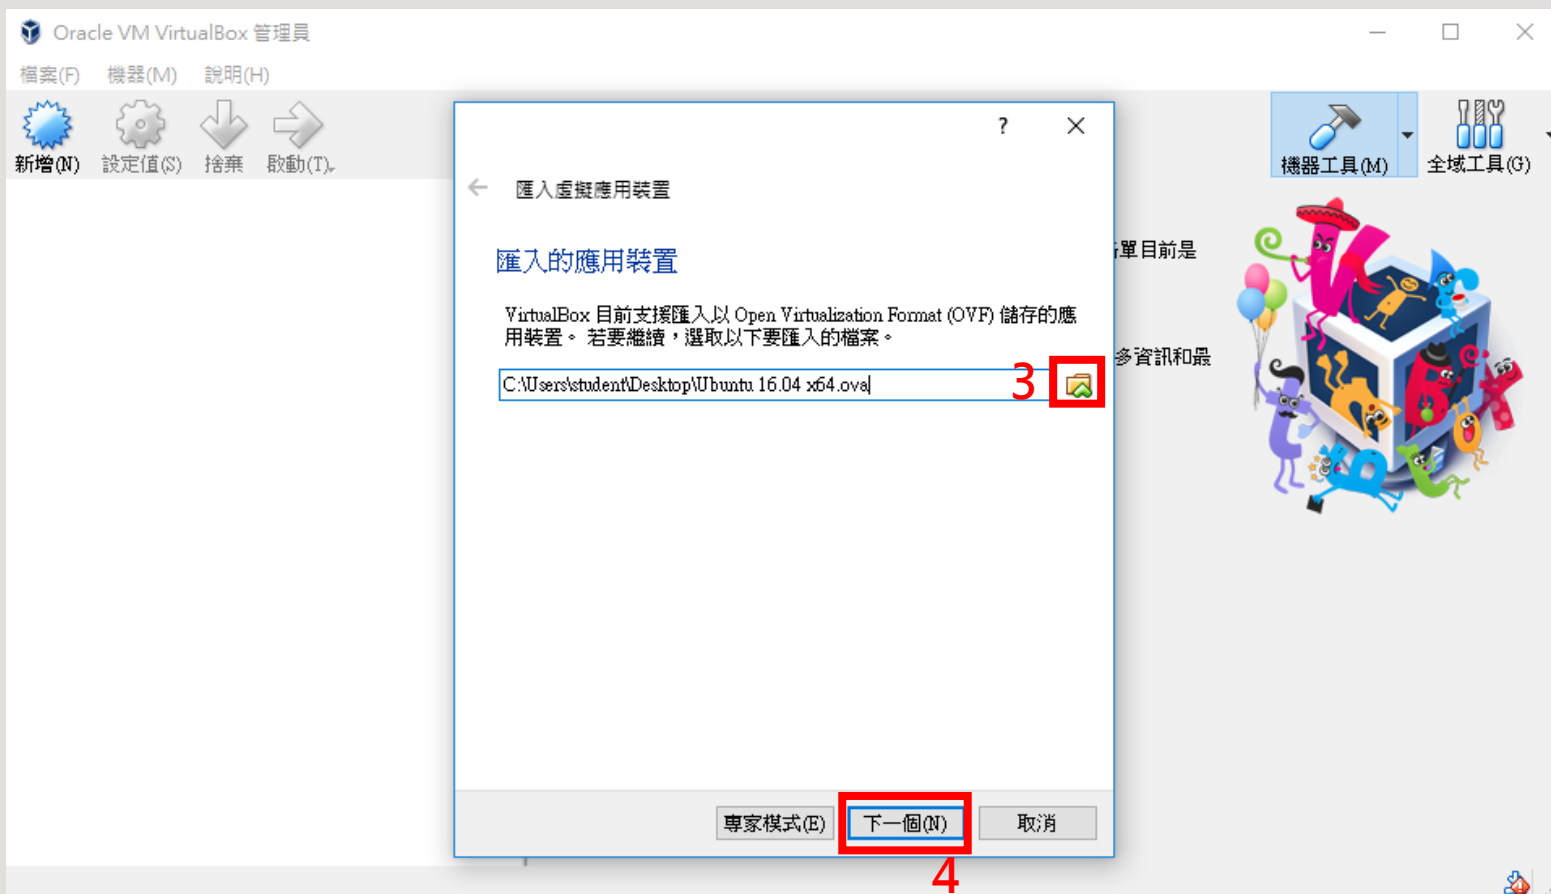 Oracle VM VirtualBox 管理員
檔案(F) 機器(M) 說明(H)
新增(N) 設定值(S) 捨棄 啟動(T)
機器工具(M) 全域工具(G)
?
匯入虛擬應用裝置
匯入的應用裝置
VirtualBox 目前支援匯入以 Open Virtualization Format (OVF) 儲存的應
用裝置。 若要繼續，選取以下要匯入的檔案。
C:\Users\student\Desktop\Ubuntu 16.04 x64.ova
3
單目前是
多資訊和最
專家模式(E) 下一個(N) 取消
4